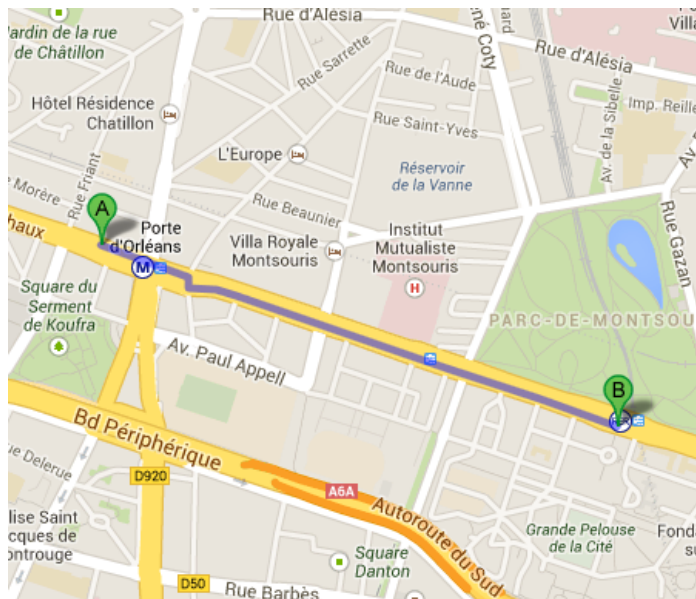 Rue d'Alésia
Jardin de la rue
de Châtillon
Rue Sarrette
Rue de l'Aude
Rue d'Alésia
Hôtel Résidence
Chatillon
Rue Saint-Yves
Av. de la Sibelle
Imp. Reille
L'Europe
Réservoir
de la Vanne
Rue Friant
Morère
Rue Beaunier
A
Porte
d'Orléans
M
Villa Royale
Montsouris
Institut
Mutualiste
Montsouris
H
Rue Gazan
Square du
Serment
de Koufra
PARC-DE-MONTSOU
Av. Paul Appell
B
Bd Périphérique
D920
A6A
Autoroute du Sud
Rue Delerue
Grande Pelouse
de la Cité
Fond
Square
Danton
D50
Rue Barbès